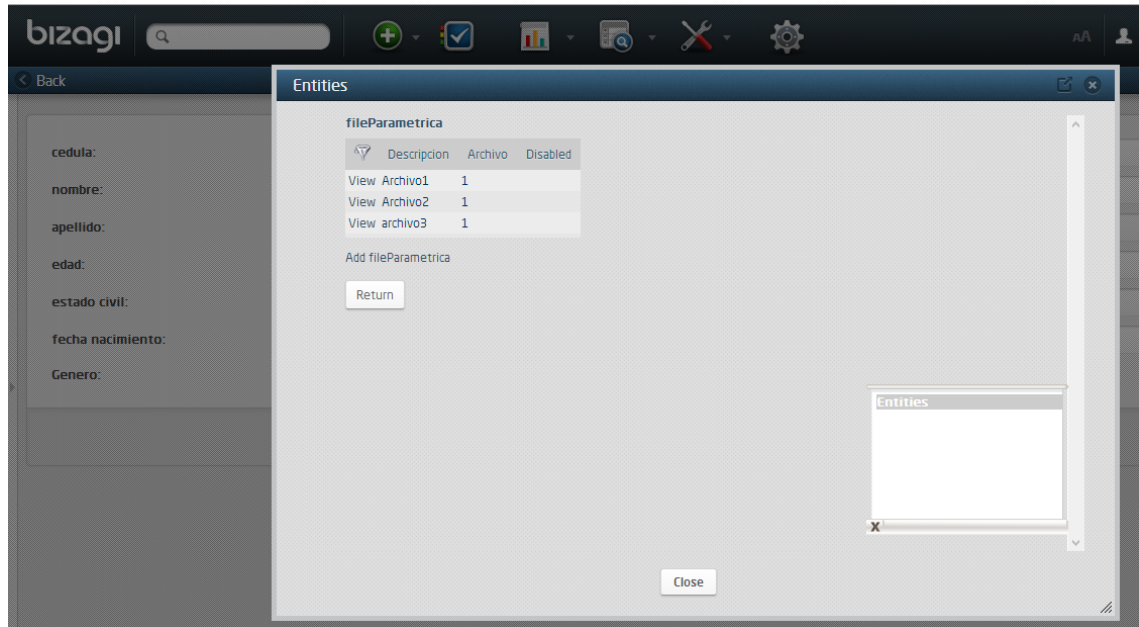 bizagi
AA
Back
Entities
cedula:
nombre:
apellido:
edad:
estado civil:
fecha nacimiento:
Genero:
fileParametrica
Descripcion Archivo Disabled
View Archivo1 1
View Archivo2 1
View archivo3 1
Add fileParametrica
Return
Entities
X
Close